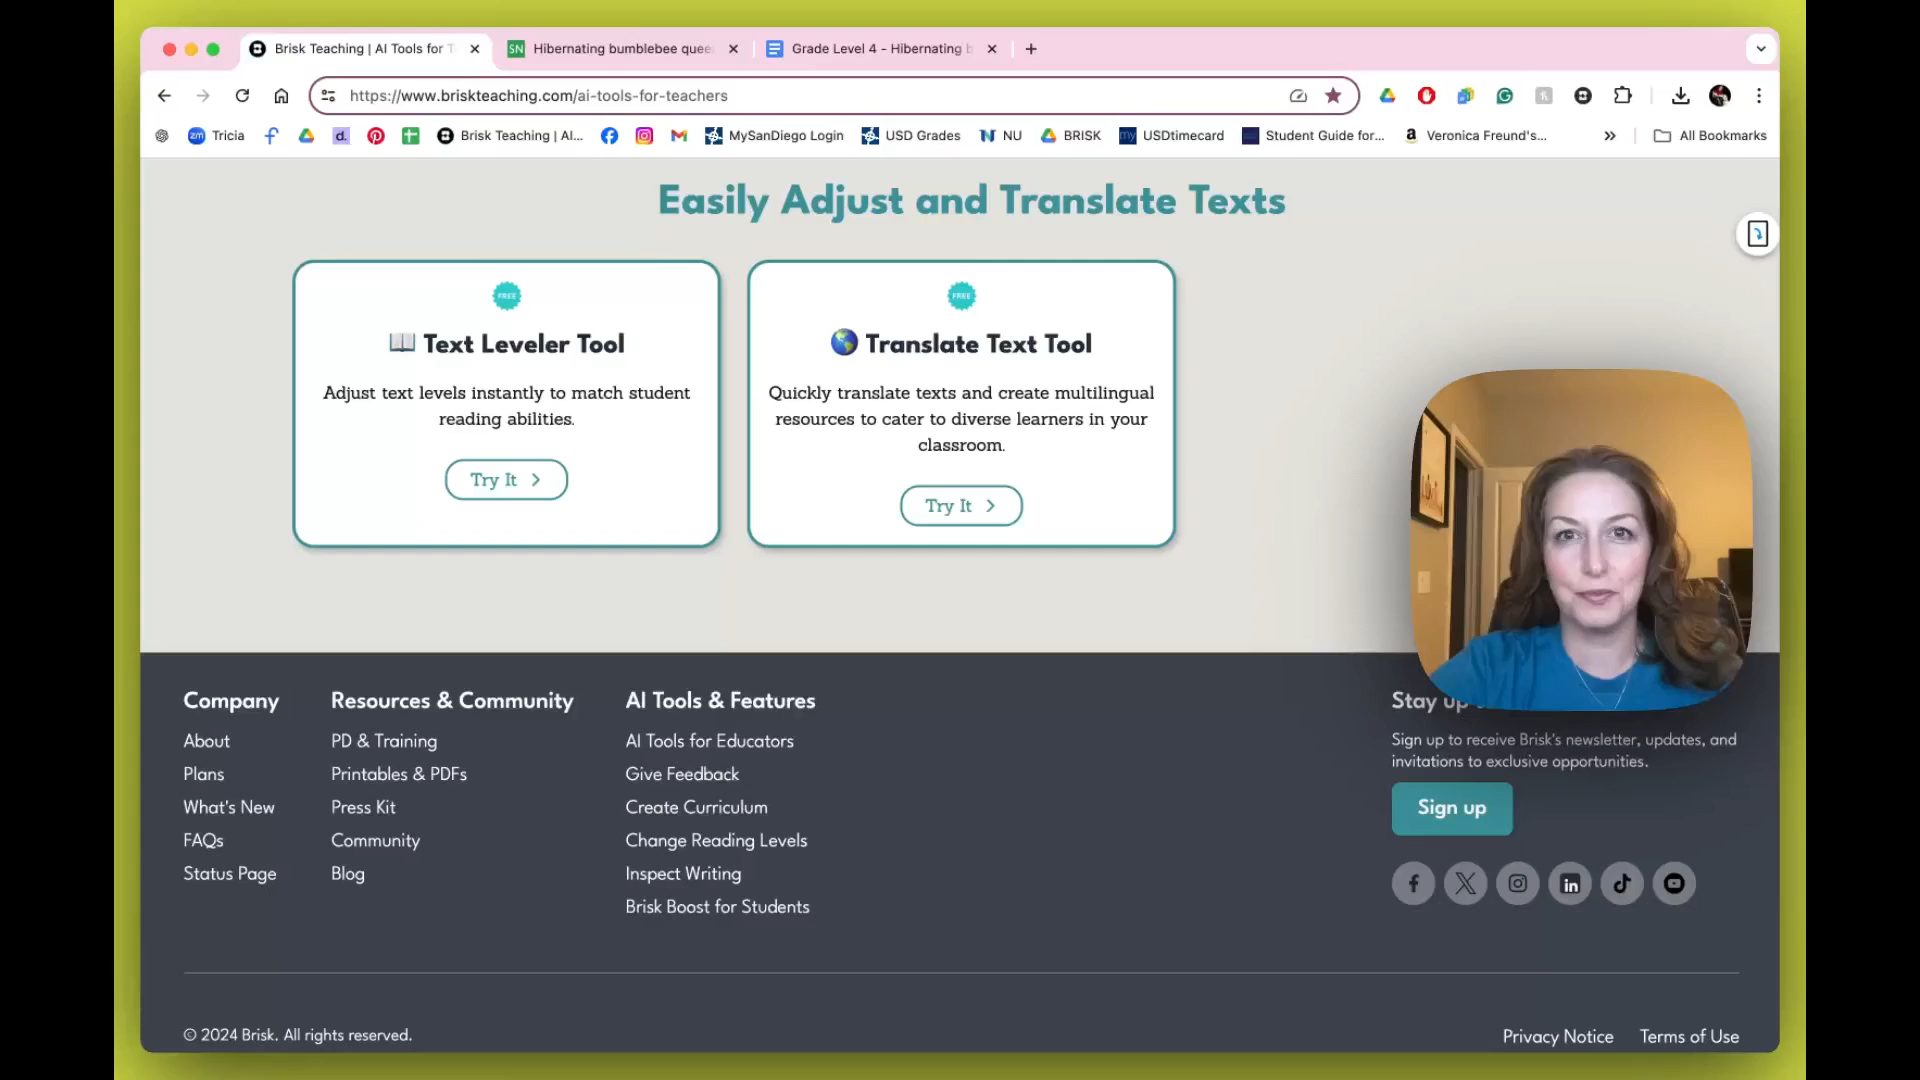 Brisk Teaching | AI Tools for T
SN Hibernating bumblebee quee
Grade Level 4 - Hibernating b
https://www.briskteaching.com/ai-tools-for-teachers
zm Tricia
d.
Brisk Teaching | AI...
MySanDiego Login
USD Grades
NU
BRISK
my USDtimecard
Student Guide for...
a Veronica Freund's...
All Bookmarks
Easily Adjust and Translate Texts
FREE
Text Leveler Tool
Adjust text levels instantly to match student
reading abilities.
Try It
FREE
Translate Text Tool
Quickly translate texts and create multilingual
resources to cater to diverse learners in your
classroom.
Try It
Company
About
Plans
What's New
FAQs
Status Page
Resources & Community
PD & Training
Printables & PDFs
Press Kit
Community
Blog
AI Tools & Features
AI Tools for Educators
Give Feedback
Create Curriculum
Change Reading Levels
Inspect Writing
Brisk Boost for Students
Stay up
Sign up to receive Brisk's newsletter, updates, and
invitations to exclusive opportunities.
Sign up
© 2024 Brisk. All rights reserved.
Privacy Notice
Terms of Use